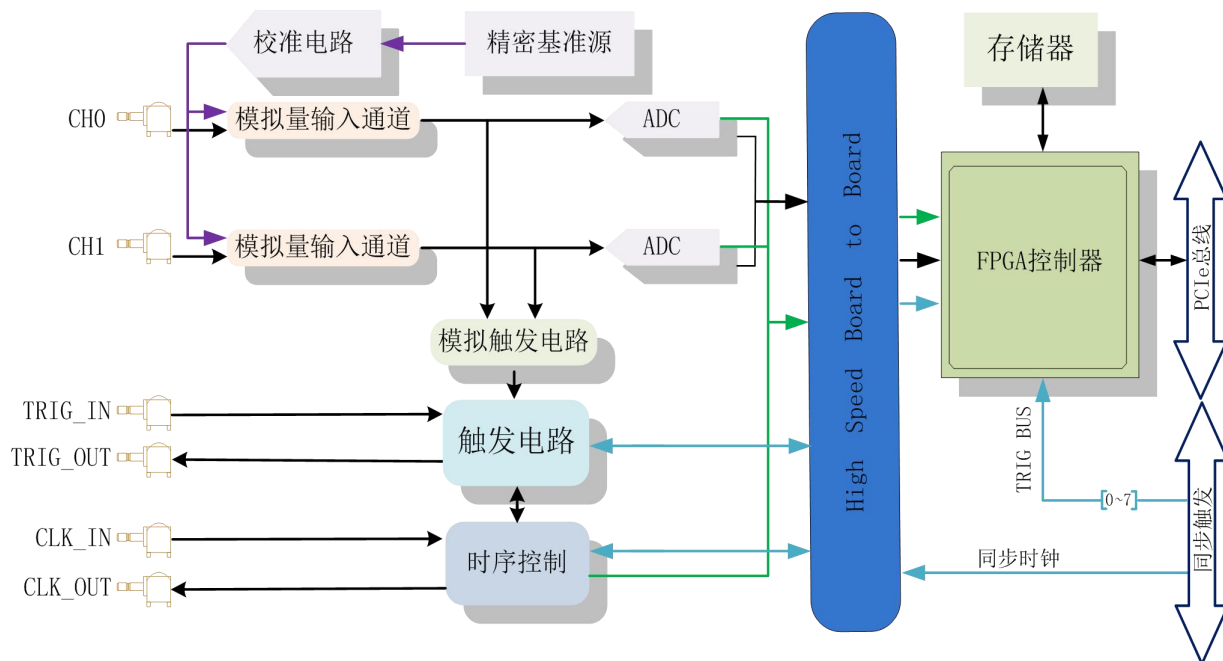 校准电路
精密基准源
存储器
CH0
模拟量输入通道
ADC
CH1
模拟量输入通道
ADC
High Speed Board to Board
FPGA控制器
PCIe总线
模拟触发电路
TRIG_IN
TRIG_OUT
触发电路
TRIG BUS
[0~7]
同步触发
CLK_IN
CLK_OUT
时序控制
同步时钟